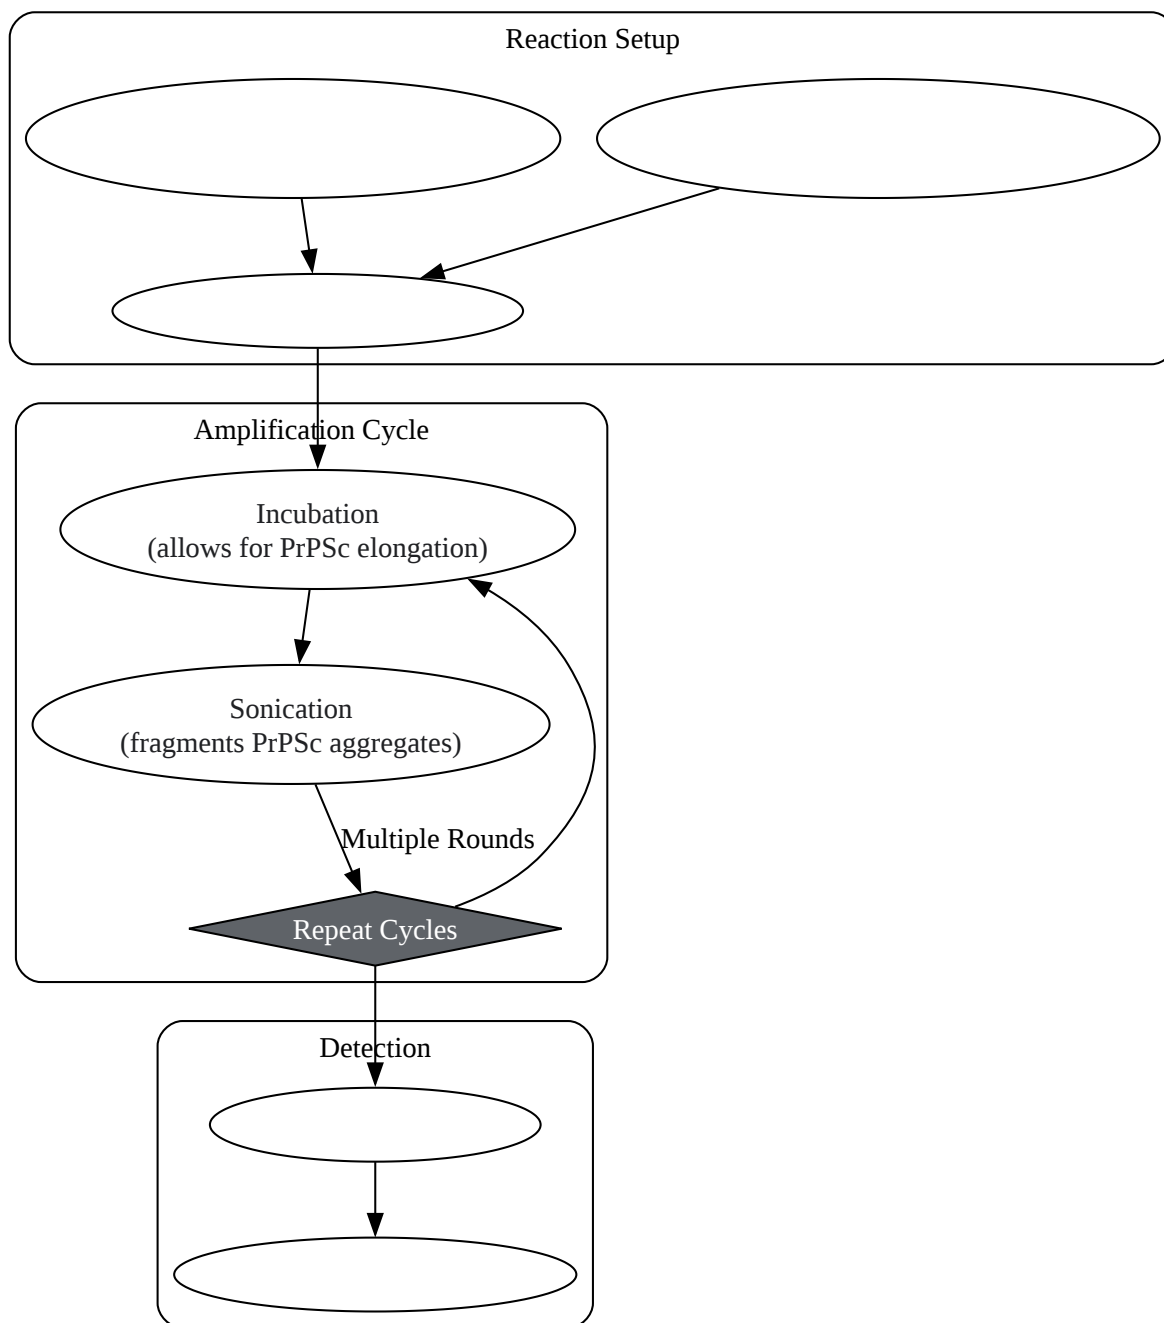 Reaction Setup
Amplification Cycle
Incubation
(allows for PrPSc elongation)
Sonication
(fragments PrPSc aggregates)
Multiple Rounds
Repeat Cycles
Detection